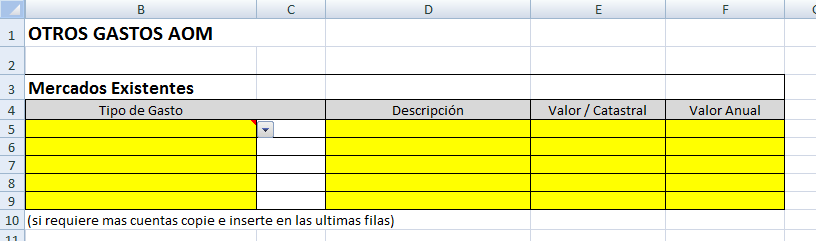 B C D E F
1 OTROS GASTOS AOM
2
3 Mercados Existentes
4 Tipo de Gasto Descripción Valor / Catastral Valor Anual
5
6
7
8
9
10 (si requiere mas cuentas copie e inserte en las ultimas filas)